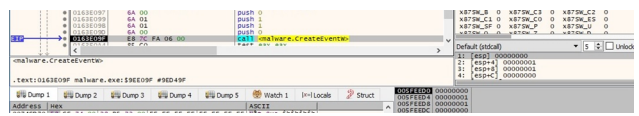 0163E097 6A 00 push 0
0163E099 6A 01 push 1
0163E09B 6A 01 push 1
0163E09D 6A 00 push 0
EIP 0163E09F E8 7C FA 06 00 call <malware.CreateEventW>
x87SW_B 0 x87SW_C3 0 x87SW_C2 0
x87SW_C1 0 x87SW_C0 0 x87SW_ES 0
x87SW_SF 0 x87SW_P 0 x87SW_U 0
Default (stdcall) 5 Unlock
1: [esp] 00000000
2: [esp+4] 00000001
3: [esp+8] 00000001
4: [esp+C] 00000000
<malware.CreateEventW>
.text:0163E09F malware.exe:$9EE09F #9ED49F
Dump 1 Dump 2 Dump 3 Dump 4 Dump 5 Watch 1 [x=] Locals Struct
Address Hex ASCII
005FEED0 00000000
005FEED4 00000001
005FEED8 00000001
005FEEDC 00000000